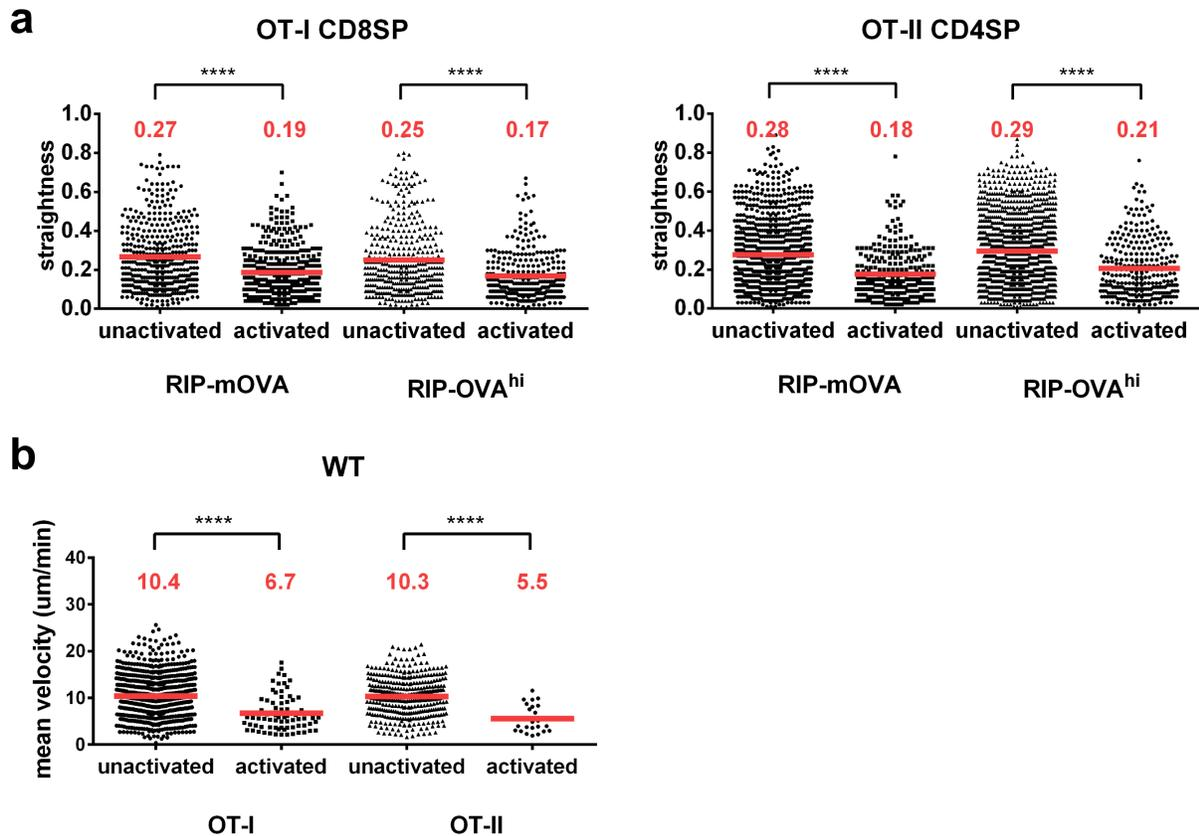 a
OT-I CD8SP
OT-II CD4SP
**** ****
**** ****
straightness
1.0
0.8
0.6
0.4
0.2
0.0
0.27 0.19 0.25 0.17
unactivated activated unactivated activated
RIP-mOVA RIP-OVAhi
straightness
1.0
0.8
0.6
0.4
0.2
0.0
0.28 0.18 0.29 0.21
unactivated activated unactivated activated
RIP-mOVA RIP-OVAhi
b
WT
**** ****
mean velocity (um/min)
40
30
20
10
0
10.4 6.7 10.3 5.5
unactivated activated unactivated activated
OT-I OT-II